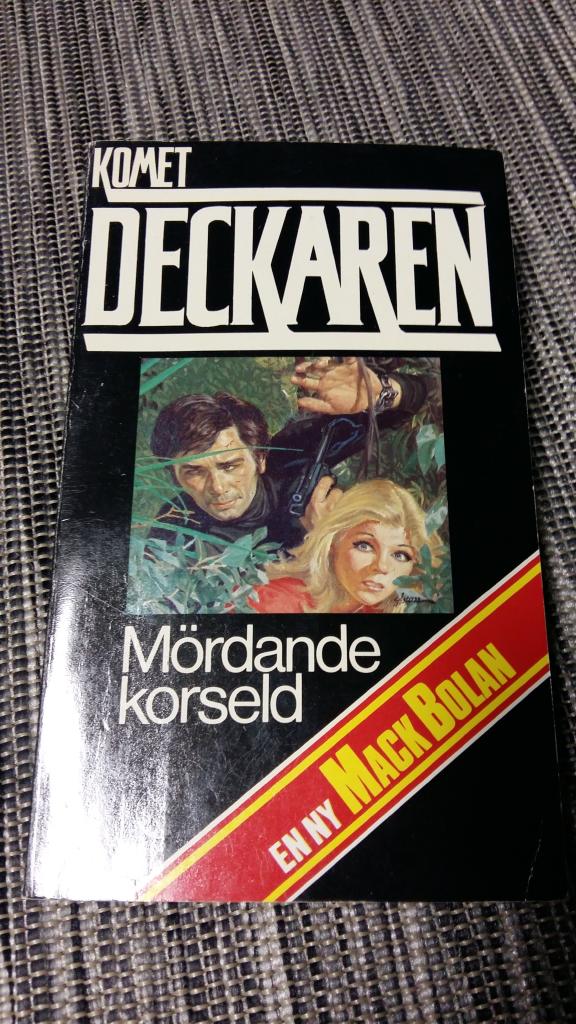 KOMET
DECKAREN
Mördande
korseld
EN NY MACK BOLAN